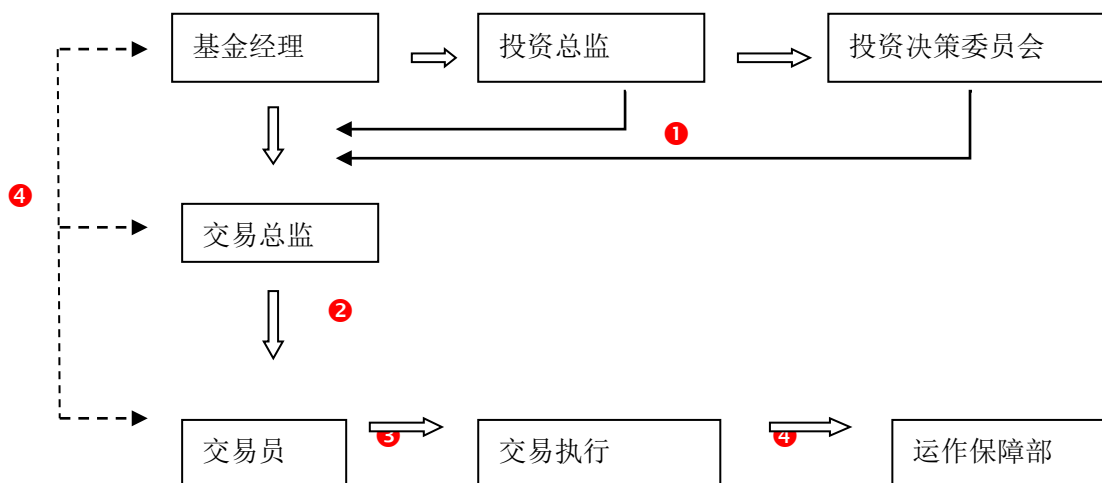 基金经理
投资总监
投资决策委员会
❶
❹
交易总监
❷
交易员
❸
交易执行
❹
运作保障部